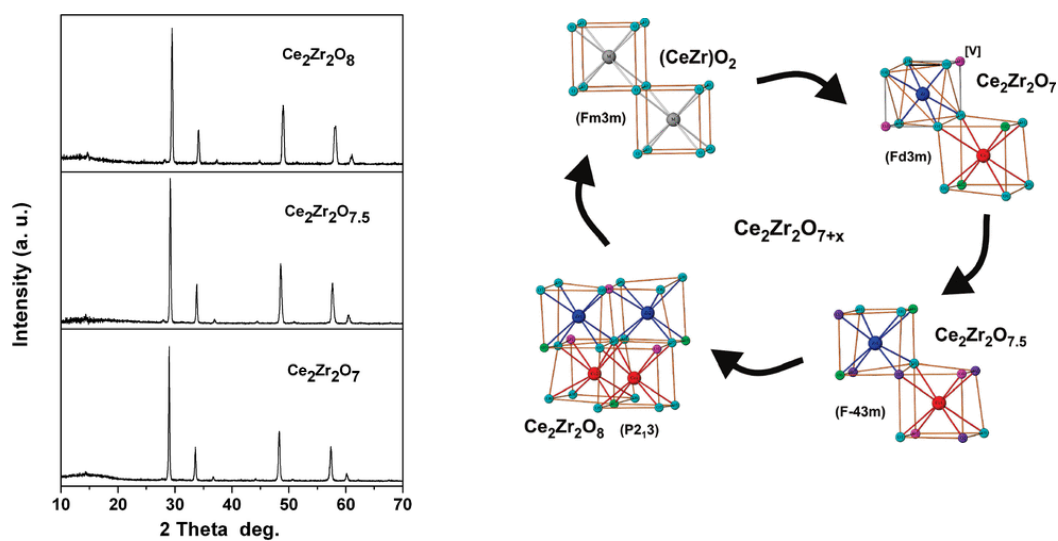 Ce2Zr2O8
Ce2Zr2O7.5
Ce2Zr2O7
Intensity (a. u.)
10 20 30 40 50 60 70
2 Theta deg.
(CeZr)O2
(Fm3m)
[V]
Ce2Zr2O7
(Fd3m)
Ce2Zr2O7+x
Ce2Zr2O7.5
(F-43m)
Ce2Zr2O8 (P213)